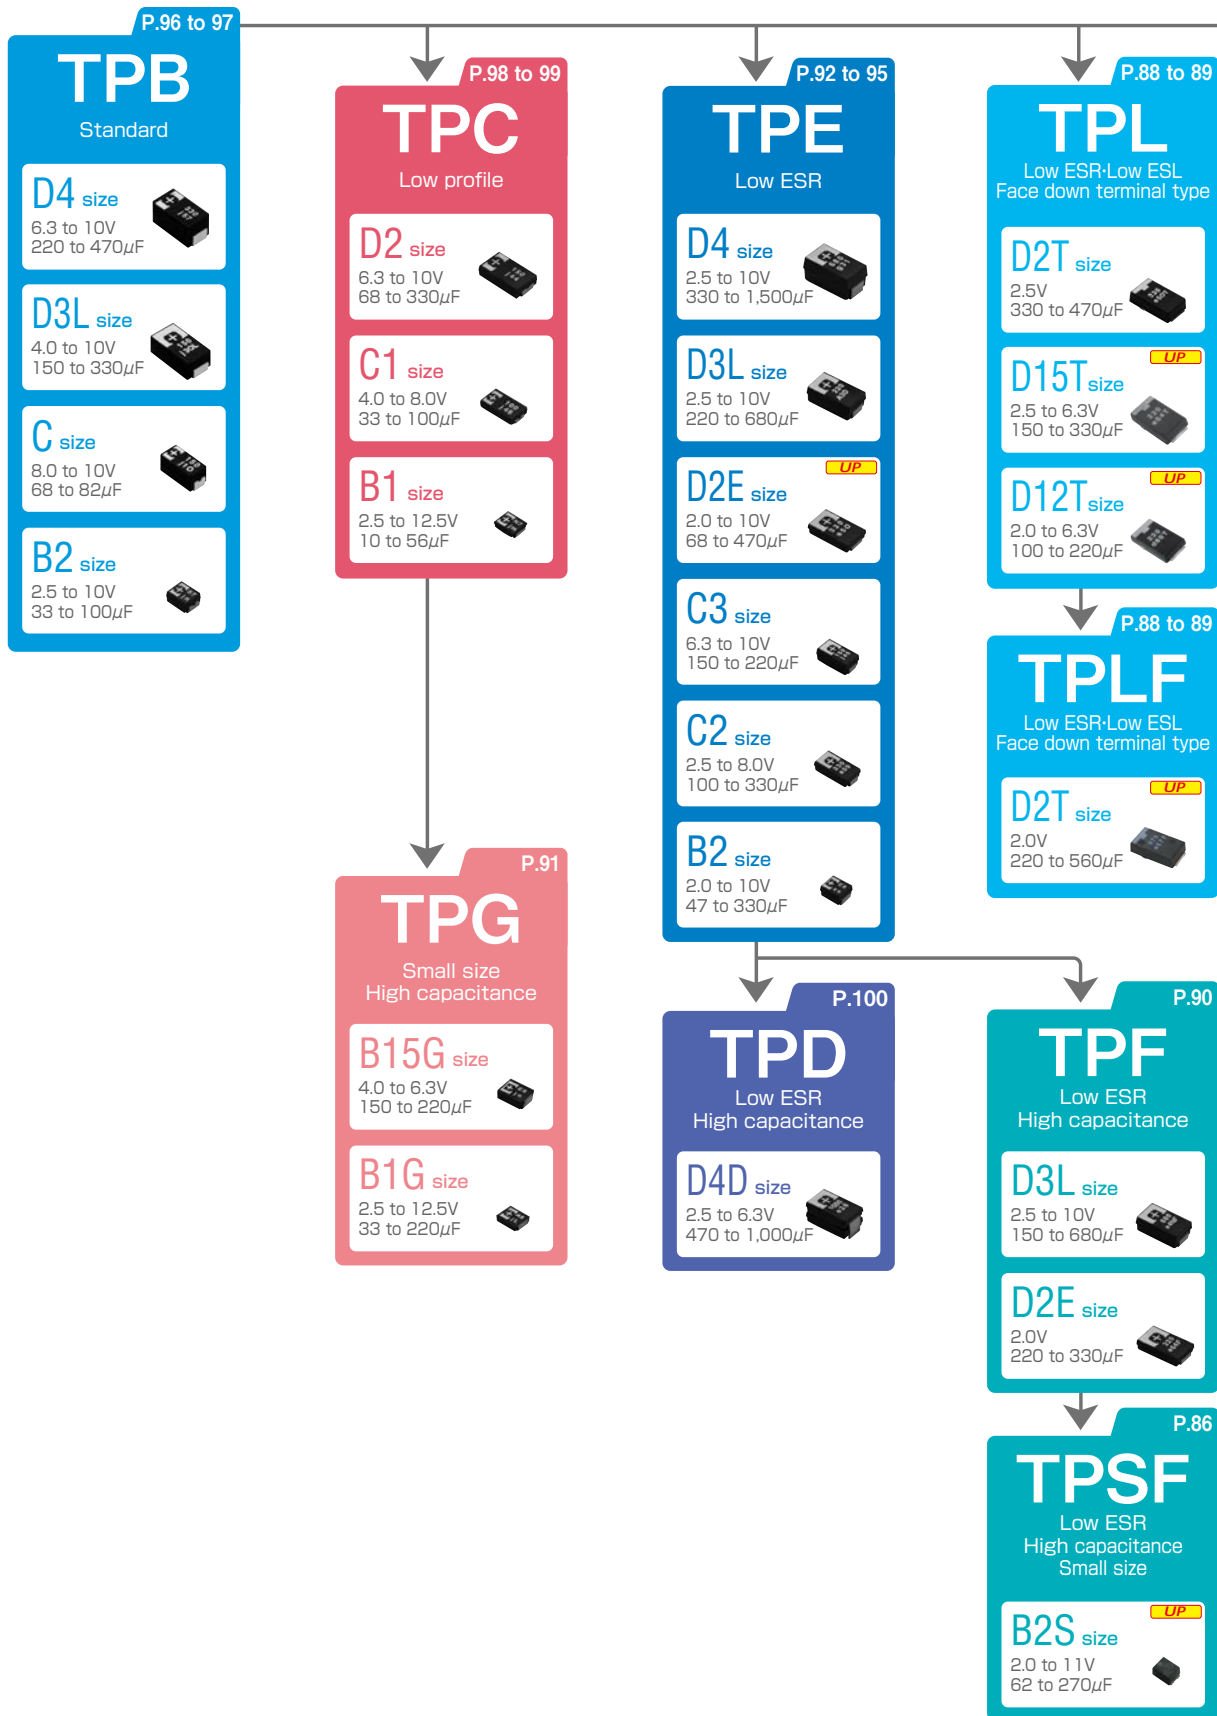 P.96 to 97
TPB
Standard
D4 size
6.3 to 10V
220 to 470μF
D3L size
4.0 to 10V
150 to 330μF
C size
8.0 to 10V
68 to 82μF
B2 size
2.5 to 10V
33 to 100μF
P.98 to 99
TPC
Low profile
D2 size
6.3 to 10V
68 to 330μF
C1 size
4.0 to 8.0V
33 to 100μF
B1 size
2.5 to 12.5V
10 to 56μF
P.91
TPG
Small size
High capacitance
B15G size
4.0 to 6.3V
150 to 220μF
B1G size
2.5 to 12.5V
33 to 220μF
P.92 to 95
TPE
Low ESR
D4 size
2.5 to 10V
330 to 1,500μF
D3L size
2.5 to 10V
220 to 680μF
UP
D2E size
2.0 to 10V
68 to 470μF
C3 size
6.3 to 10V
150 to 220μF
C2 size
2.5 to 8.0V
100 to 330μF
B2 size
2.0 to 10V
47 to 330μF
P.100
TPD
Low ESR
High capacitance
D4D size
2.5 to 6.3V
470 to 1,000μF
P.88 to 89
TPL
Low ESR·Low ESL
Face down terminal type
D2T size
2.5V
330 to 470μF
UP
D15T size
2.5 to 6.3V
150 to 330μF
UP
D12T size
2.0 to 6.3V
100 to 220μF
P.88 to 89
TPLF
Low ESR·Low ESL
Face down terminal type
UP
D2T size
2.0V
220 to 560μF
P.90
TPF
Low ESR
High capacitance
D3L size
2.5 to 10V
150 to 680μF
D2E size
2.0V
220 to 330μF
P.86
TPSF
Low ESR
High capacitance
Small size
UP
B2S size
2.0 to 11V
62 to 270μF